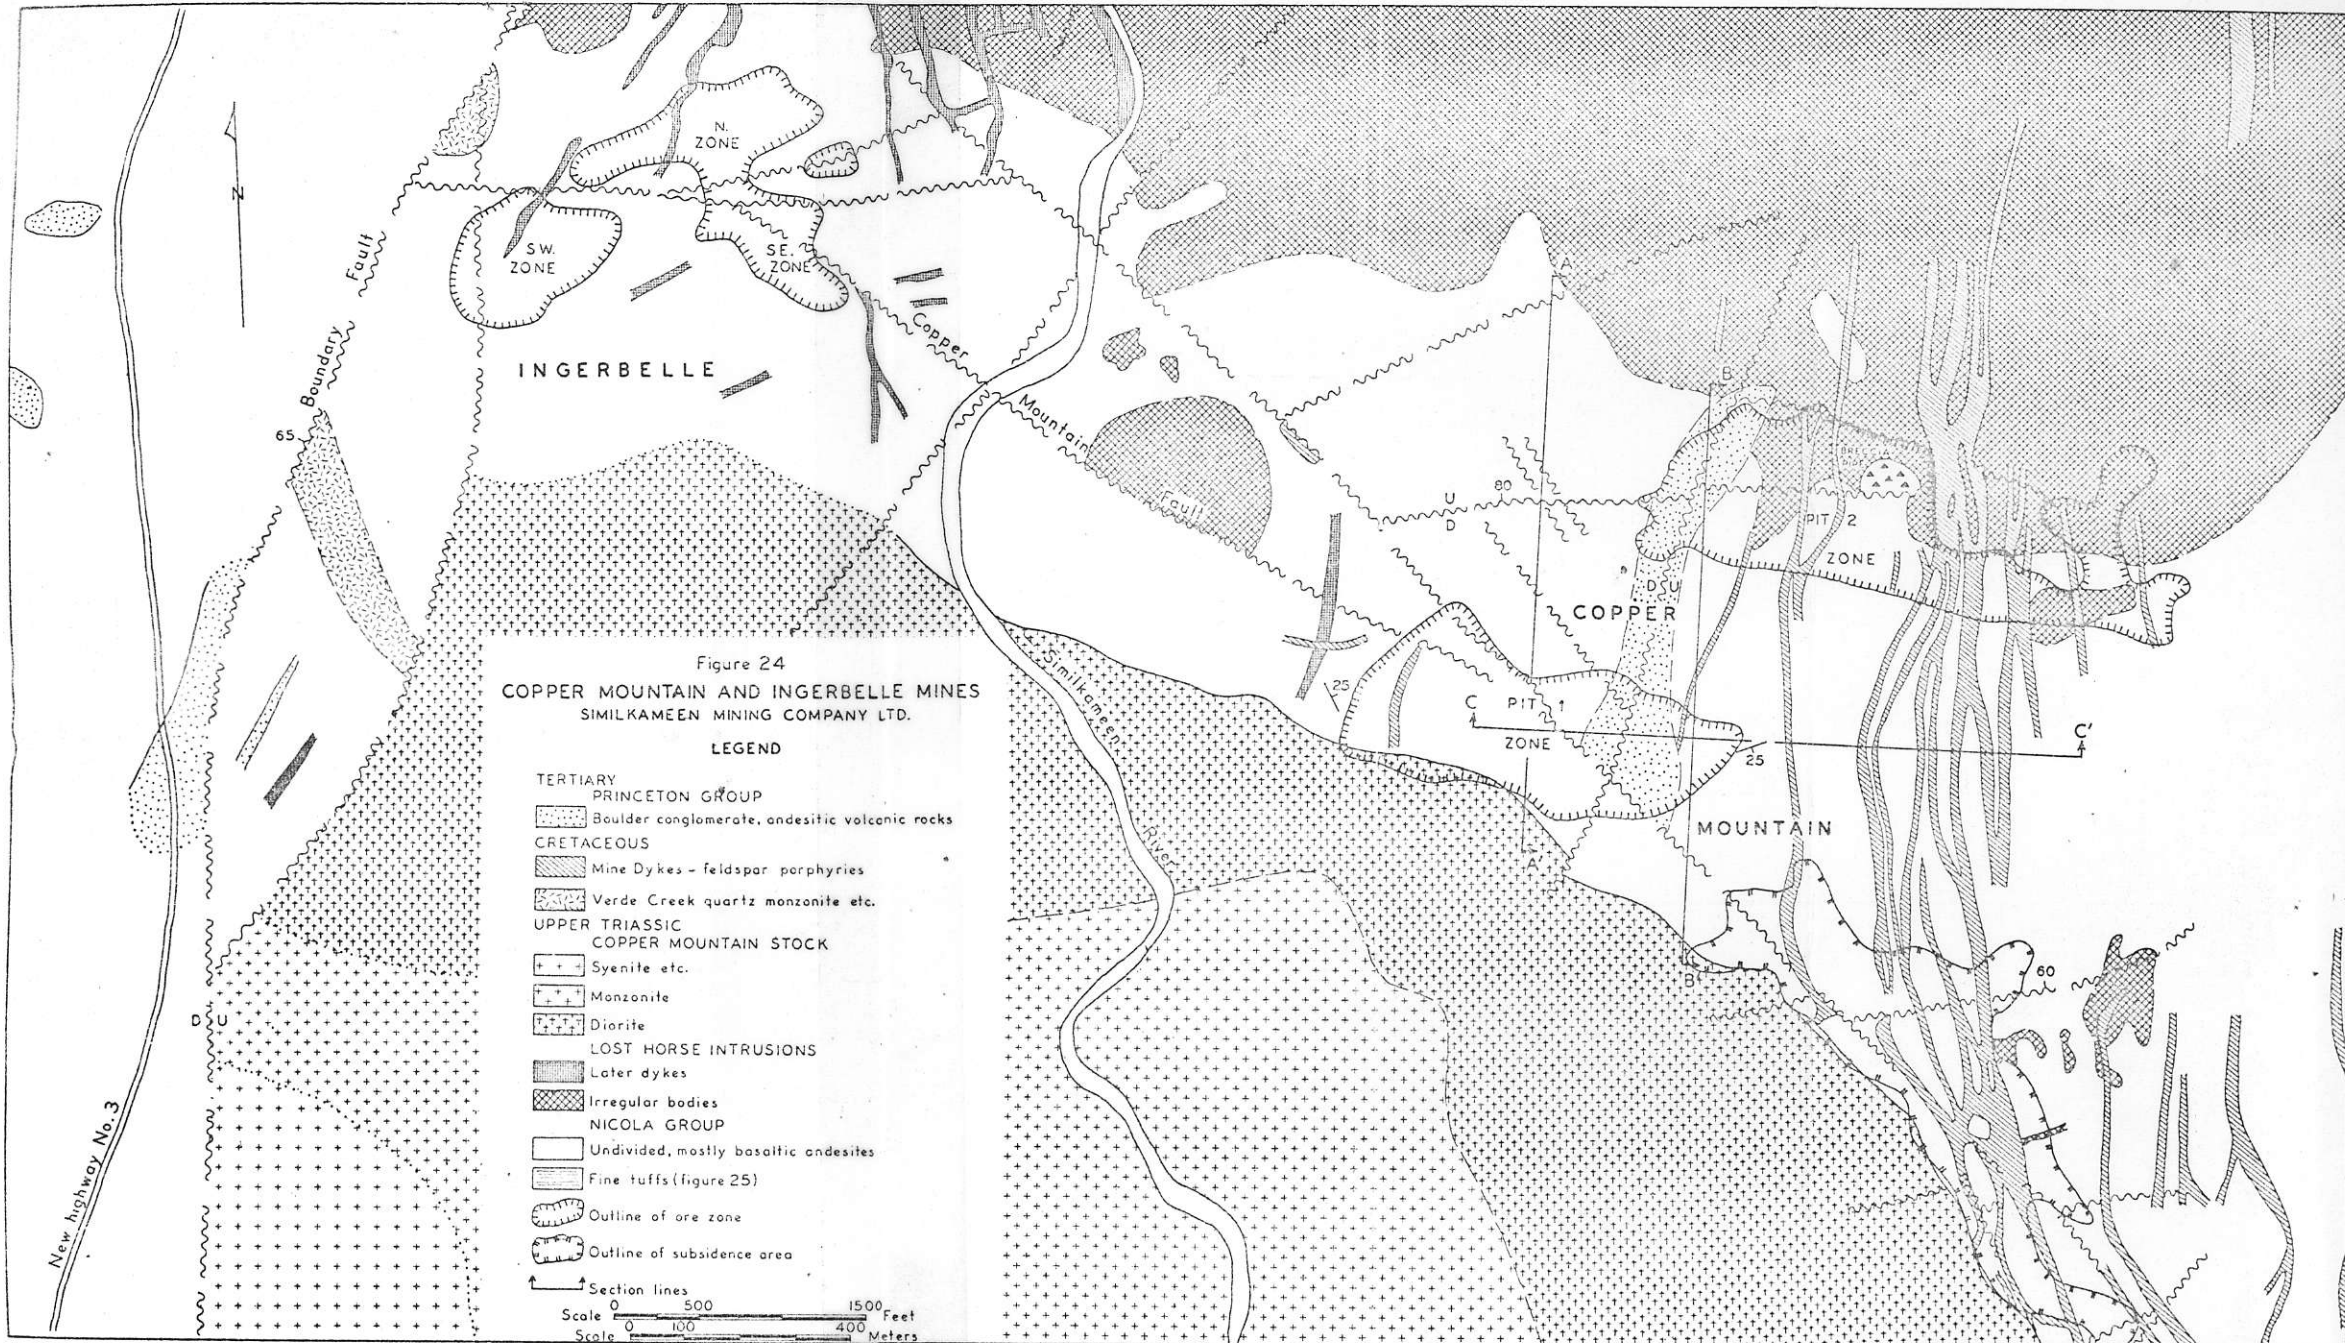 N
N.
ZONE
SW.
ZONE
SE.
ZONE
Boundary Fault
65
INGERBELLE
Copper Mountain Fault
A
B
BRECCIA
PIPE
U
80
D
PIT 2
ZONE
D U
COPPER
25
C
PIT 1
ZONE
C'
25
MOUNTAIN
A'
B'
60
Similkameen River
D U
New highway No. 3
Figure 24
COPPER MOUNTAIN AND INGERBELLE MINES
SIMILKAMEEN MINING COMPANY LTD.
LEGEND
TERTIARY
PRINCETON GROUP
Boulder conglomerate, andesitic volcanic rocks
CRETACEOUS
Mine Dykes - feldspar porphyries
Verde Creek quartz monzonite etc.
UPPER TRIASSIC
COPPER MOUNTAIN STOCK
Syenite etc.
Monzonite
Diorite
LOST HORSE INTRUSIONS
Later dykes
Irregular bodies
NICOLA GROUP
Undivided, mostly basaltic andesites
Fine tuffs (figure 25)
Outline of ore zone
Outline of subsidence area
Section lines
0 500 1500
Scale Feet
0 100 400
Scale Meters